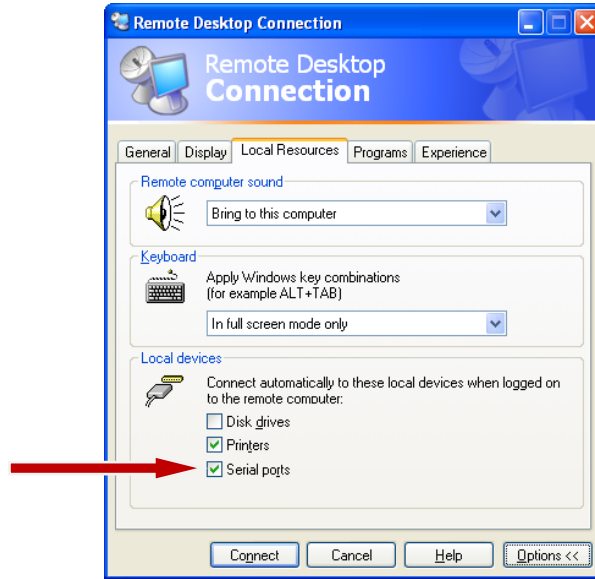 Remote Desktop Connection
Remote Desktop
Connection
General Display Local Resources Programs Experience
Remote computer sound
Bring to this computer
Keyboard
Apply Windows key combinations
(for example ALT+TAB)
In full screen mode only
Local devices
Connect automatically to these local devices when logged on
to the remote computer:
Disk drives
Printers
Serial ports
Connect Cancel Help Options <<